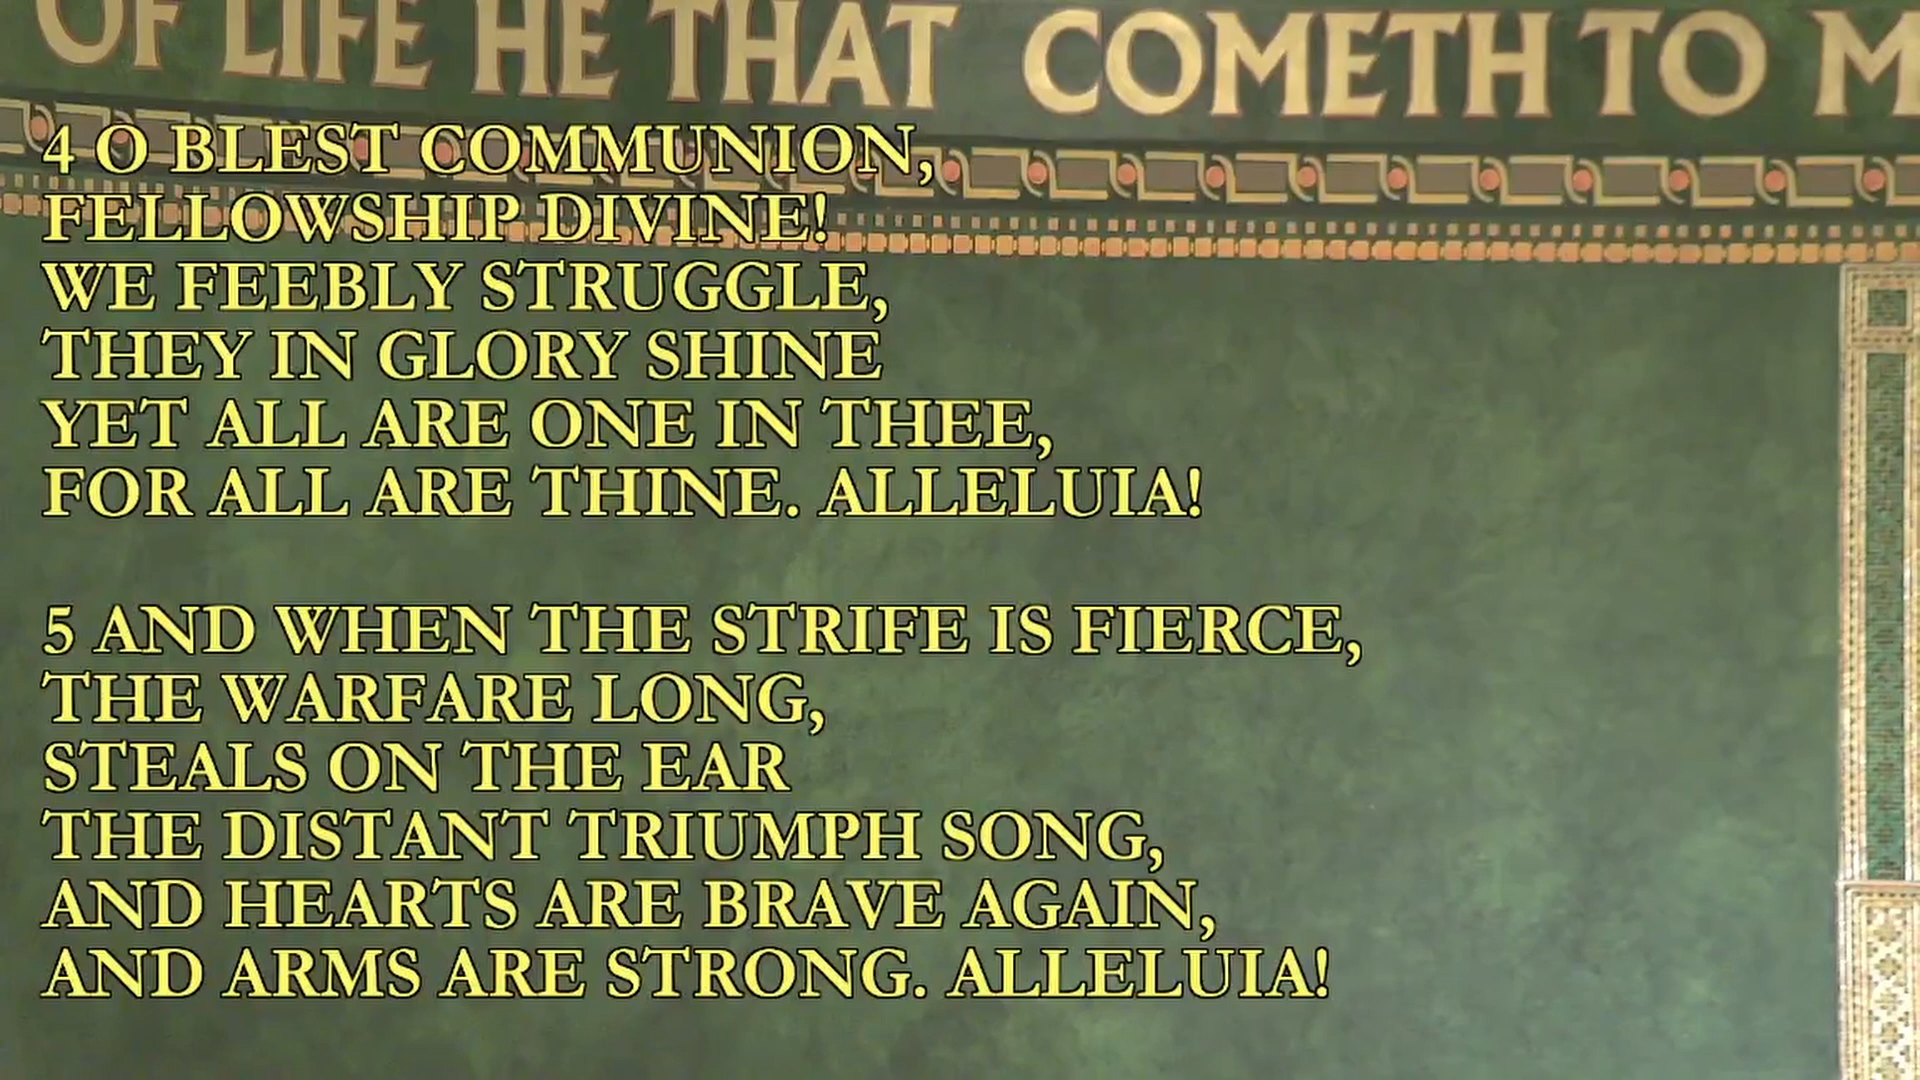 OF LIFE HE THAT COMETH TO M
4 O BLEST COMMUNION,
FELLOWSHIP DIVINE!
WE FEEBLY STRUGGLE,
THEY IN GLORY SHINE
YET ALL ARE ONE IN THEE,
FOR ALL ARE THINE. ALLELUIA!
5 AND WHEN THE STRIFE IS FIERCE,
THE WARFARE LONG,
STEALS ON THE EAR
THE DISTANT TRIUMPH SONG,
AND HEARTS ARE BRAVE AGAIN,
AND ARMS ARE STRONG. ALLELUIA!